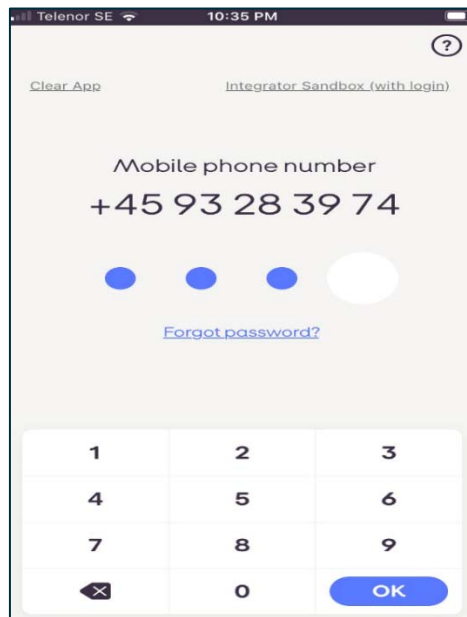 Telenor SE 10:35 PM
?
Clear App Integrator Sandbox (with login)
Mobile phone number
+45 93 28 39 74
Forgot password?
1 2 3
4 5 6
7 8 9
0 OK